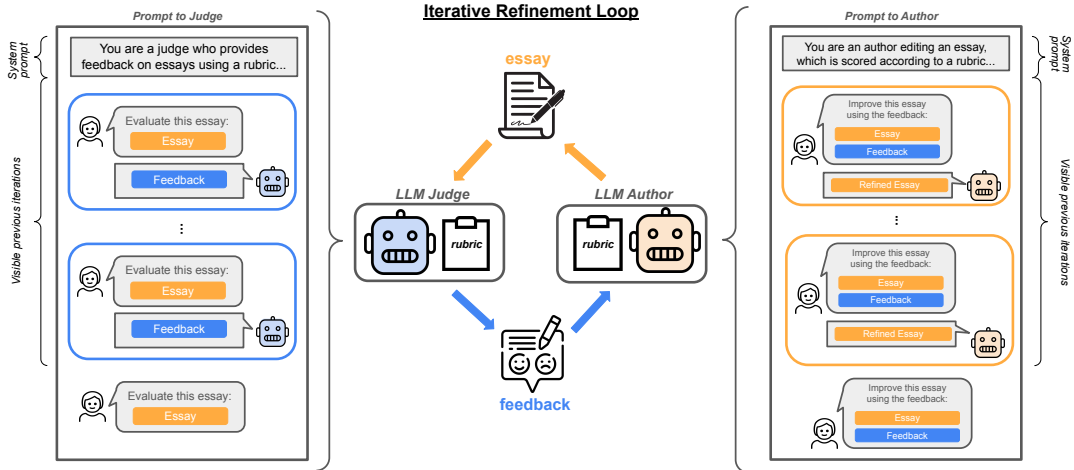 Iterative Refinement Loop
Prompt to Judge
System
prompt
You are a judge who provides
feedback on essays using a rubric...
Visible previous iterations
Evaluate this essay:
Essay
Feedback
...
Evaluate this essay:
Essay
Feedback
Evaluate this essay:
Essay
essay
LLM Judge
rubric
LLM Author
rubric
feedback
Prompt to Author
You are an author editing an essay,
which is scored according to a rubric...
System
prompt
Improve this essay
using the feedback:
Essay
Feedback
Refined Essay
...
Improve this essay
using the feedback:
Essay
Feedback
Refined Essay
Visible previous iterations
Improve this essay
using the feedback:
Essay
Feedback